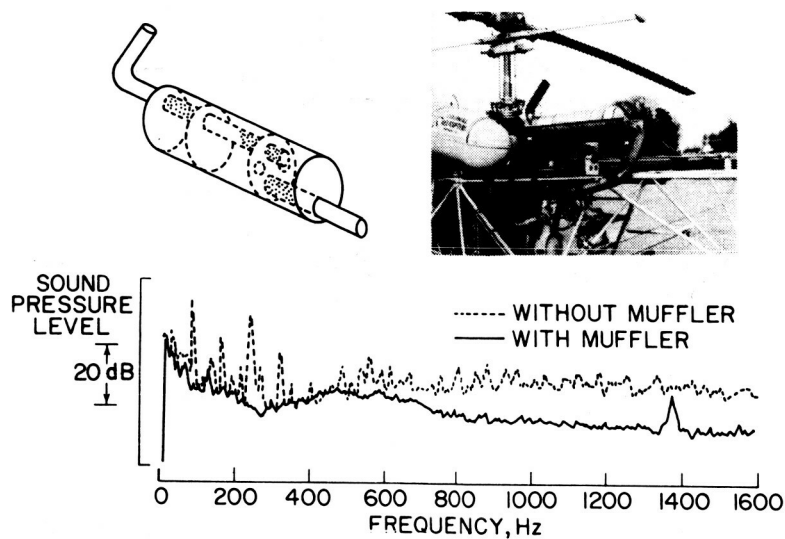 SOUND
PRESSURE
LEVEL
20 dB
------ WITHOUT MUFFLER
—— WITH MUFFLER
0 200 400 600 800 1000 1200 1400 1600
FREQUENCY, Hz